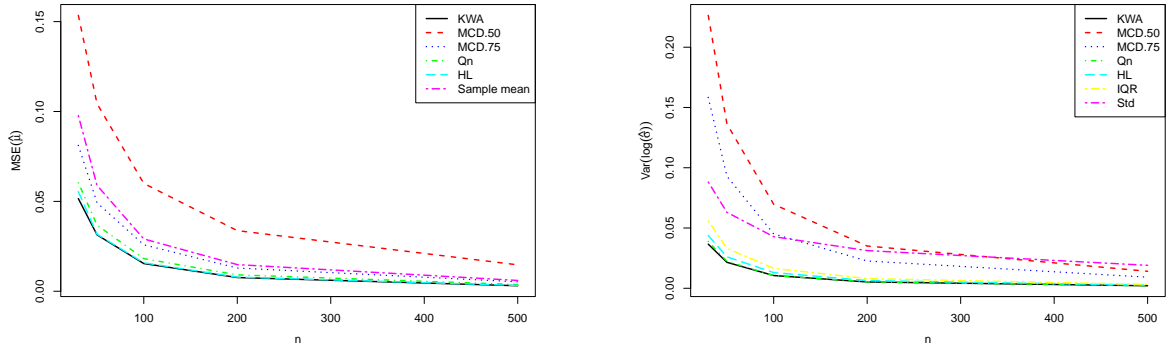 MSE(μ̂)
0.15
0.10
0.05
0.00
KWA
MCD.50
MCD.75
Qn
HL
Sample mean
100
200
300
400
500
n
Var(log(σ̂))
0.20
0.15
0.10
0.05
0.00
KWA
MCD.50
MCD.75
Qn
HL
IQR
Std
100
200
300
400
500
n